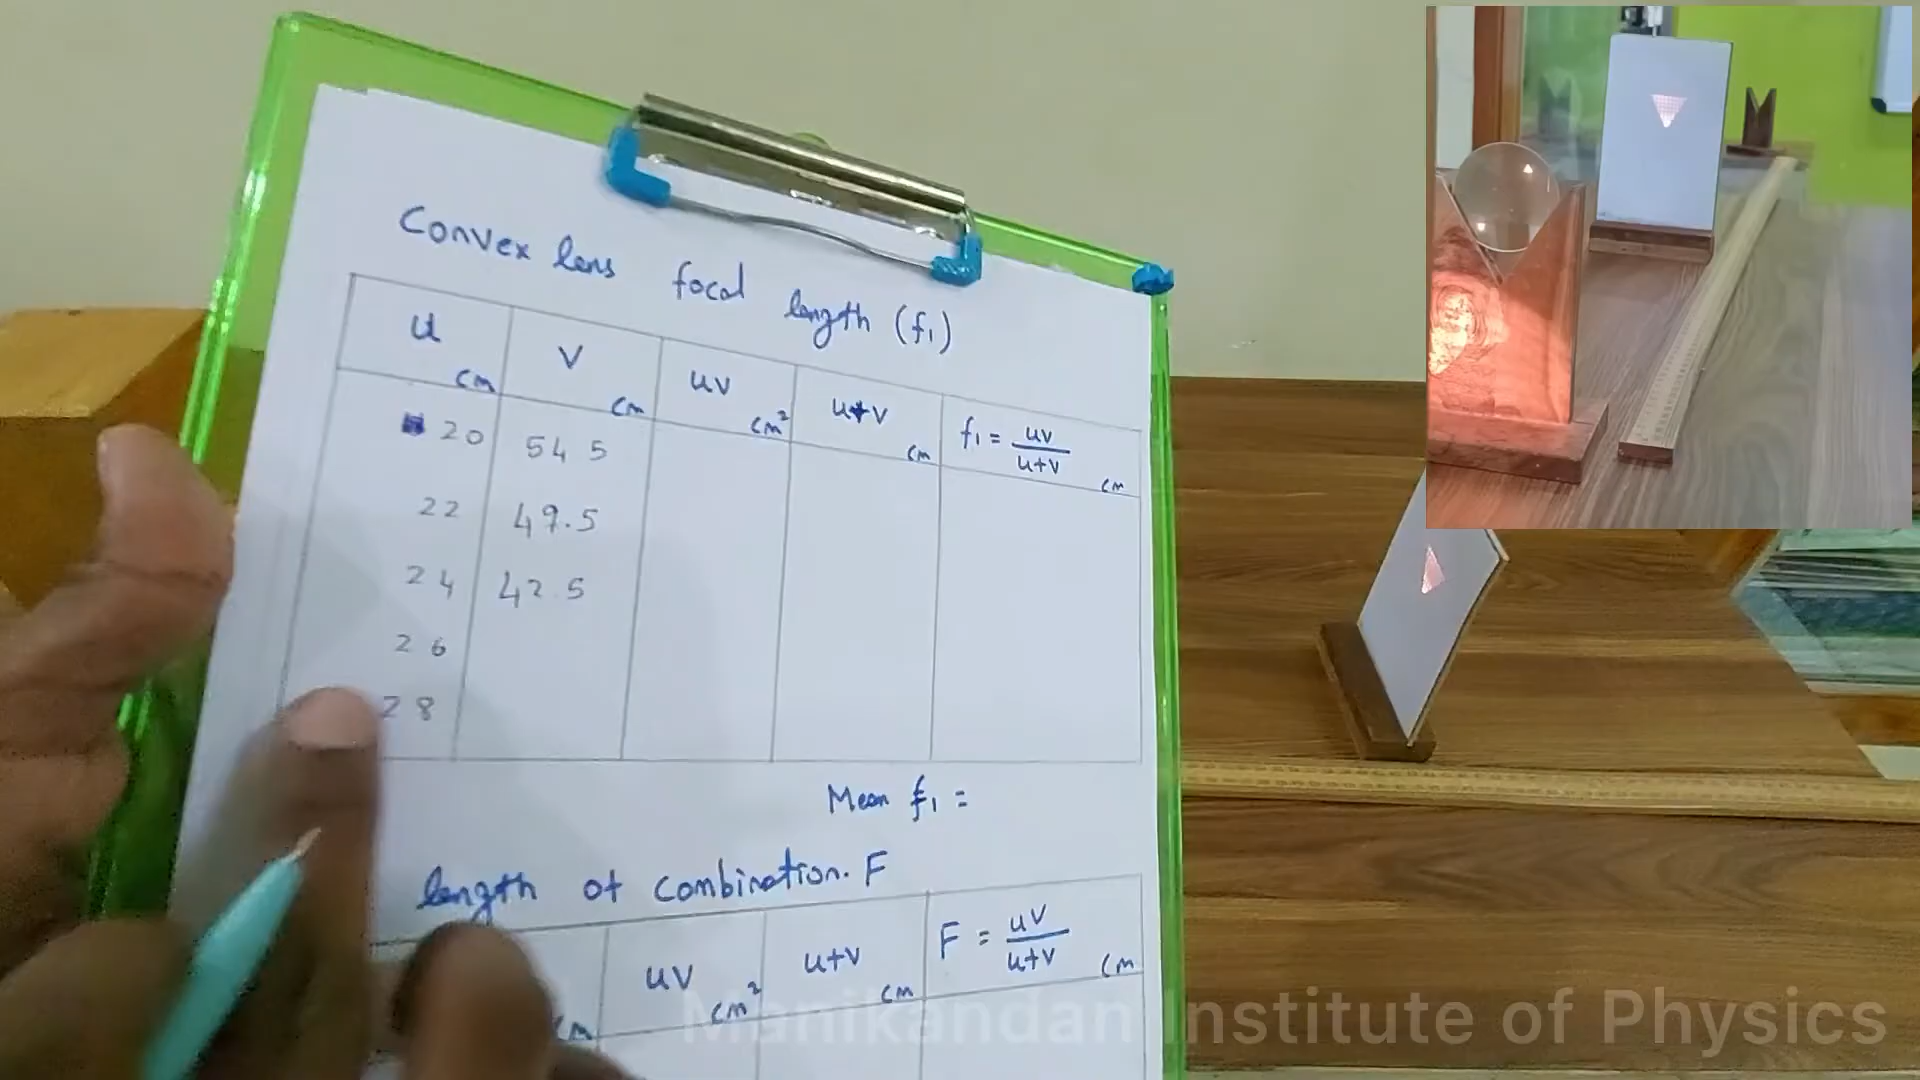 Convex lens focal length (f1)
u cm v cm uv cm² u+v cm f1 = uv/u+v cm
20 54 5
22 49.5
24 42.5
26
28
Mean f1 =
length of combination. F
cm uv cm² u+v cm F = uv/u+v cm
Manikandan Institute of Physics